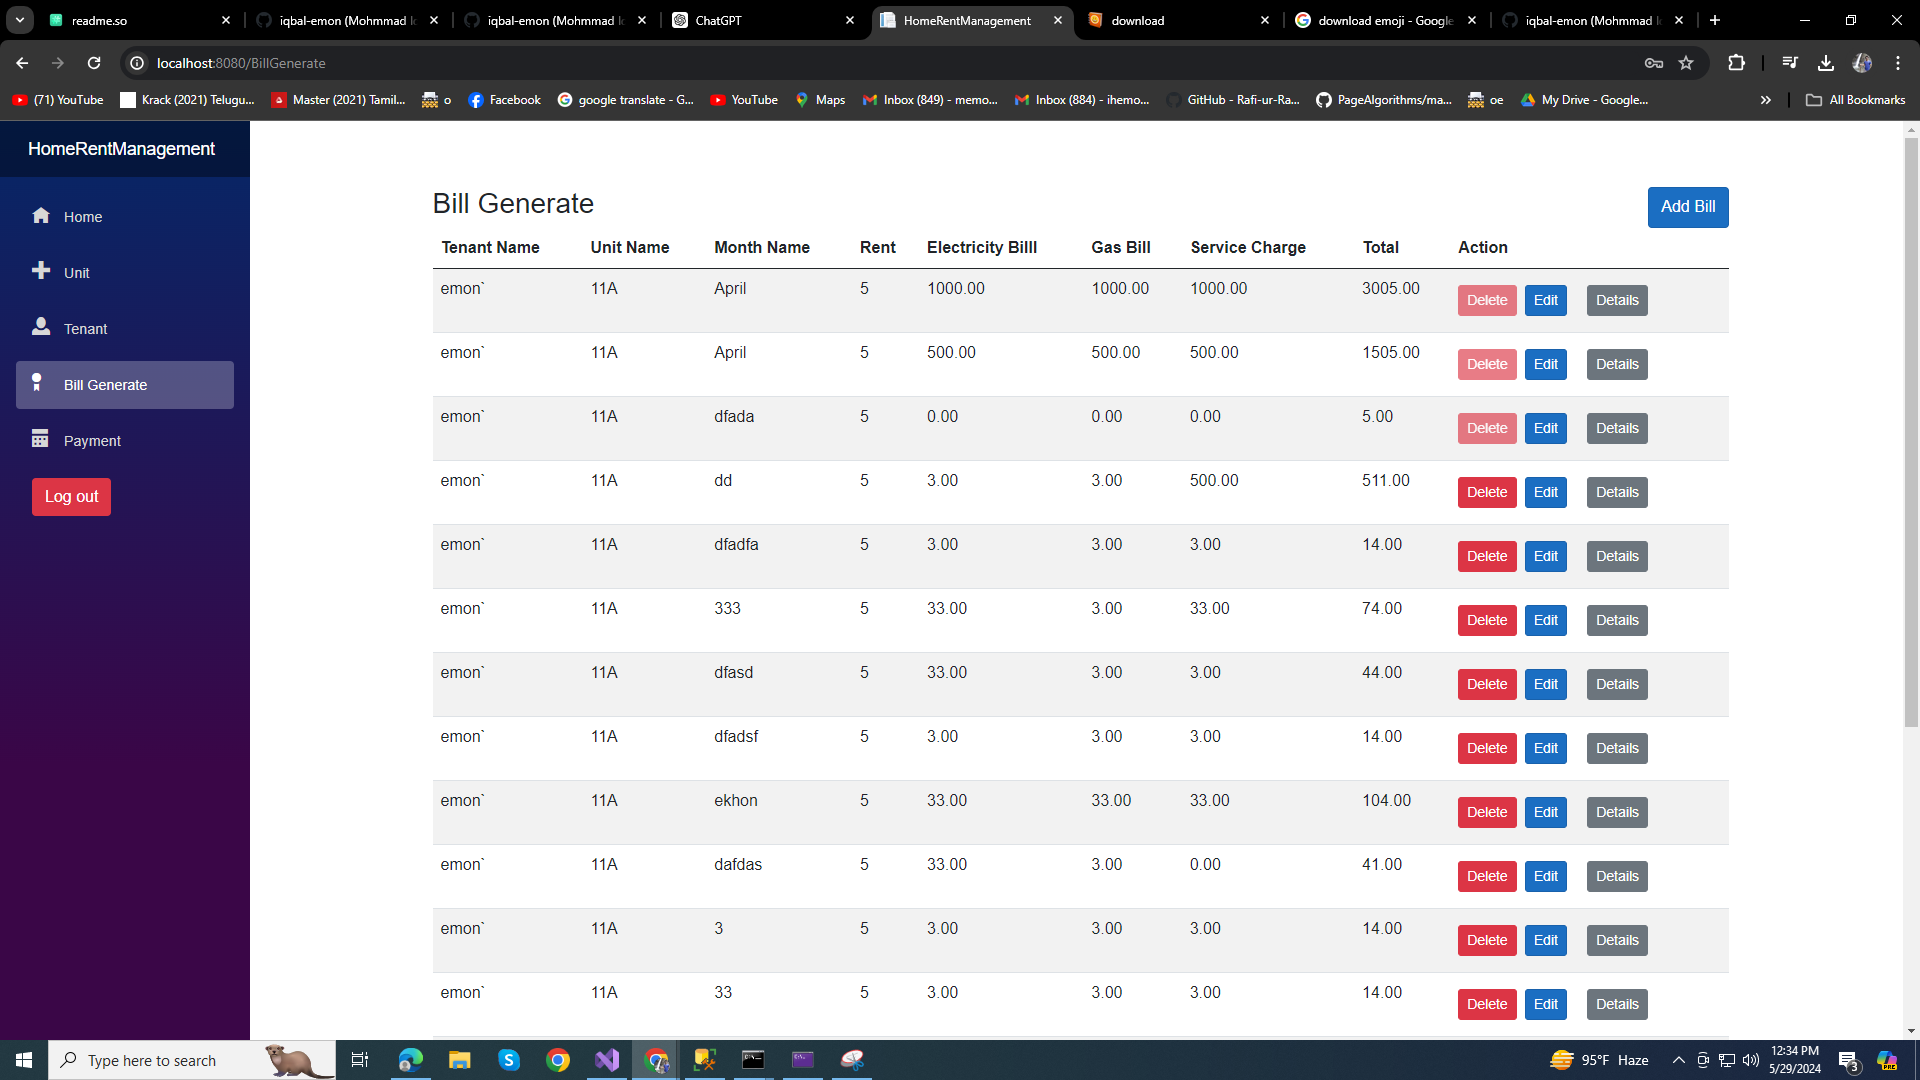 readme.so
iqbal-emon (Mohmmad Iq
iqbal-emon (Mohmmad Iq
ChatGPT
HomeRentManagement
download
download emoji - Google
iqbal-emon (Mohmmad I
localhost:8080/BillGenerate
(71) YouTube
Krack (2021) Telugu...
Master (2021) Tamil...
o
Facebook
google translate - G...
YouTube
Maps
Inbox (849) - memo...
Inbox (884) - ihemo...
GitHub - Rafi-ur-Ra...
PageAlgorithms/ma...
oe
My Drive - Google...
All Bookmarks
HomeRentManagement
Home
Unit
Tenant
Bill Generate
Payment
Log out
Bill Generate
Add Bill
Tenant Name Unit Name Month Name Rent Electricity Billl Gas Bill Service Charge Total Action
emon` 11A April 5 1000.00 1000.00 1000.00 3005.00 Delete Edit Details
emon` 11A April 5 500.00 500.00 500.00 1505.00 Delete Edit Details
emon` 11A dfada 5 0.00 0.00 0.00 5.00 Delete Edit Details
emon` 11A dd 5 3.00 3.00 500.00 511.00 Delete Edit Details
emon` 11A dfadfa 5 3.00 3.00 3.00 14.00 Delete Edit Details
emon` 11A 333 5 33.00 3.00 33.00 74.00 Delete Edit Details
emon` 11A dfasd 5 33.00 3.00 3.00 44.00 Delete Edit Details
emon` 11A dfadsf 5 3.00 3.00 3.00 14.00 Delete Edit Details
emon` 11A ekhon 5 33.00 33.00 33.00 104.00 Delete Edit Details
emon` 11A dafdas 5 33.00 3.00 0.00 41.00 Delete Edit Details
emon` 11A 3 5 3.00 3.00 3.00 14.00 Delete Edit Details
emon` 11A 33 5 3.00 3.00 3.00 14.00 Delete Edit Details
Type here to search
95°F Haze
12:34 PM
5/29/2024
3